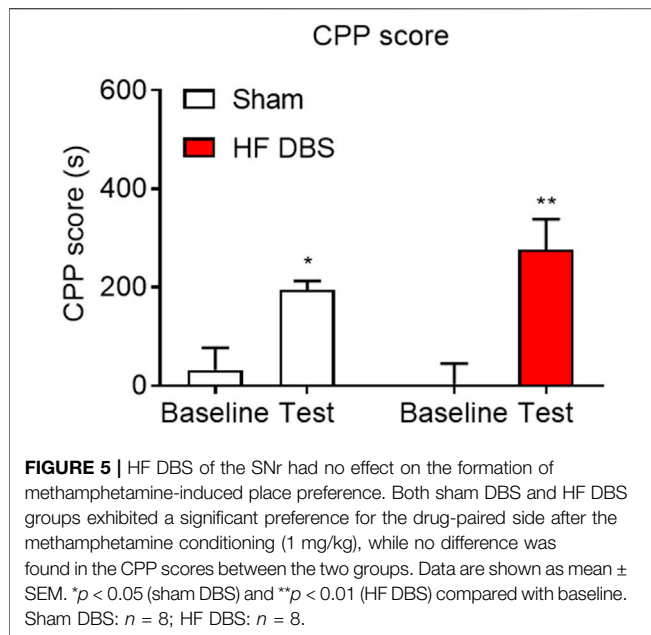 CPP score
600
400
200
0
CPP score (s)
Sham
HF DBS
*
**
Baseline Test Baseline Test
FIGURE 5 | HF DBS of the SNr had no effect on the formation of
methamphetamine-induced place preference. Both sham DBS and HF DBS
groups exhibited a significant preference for the drug-paired side after the
methamphetamine conditioning (1 mg/kg), while no difference was
found in the CPP scores between the two groups. Data are shown as mean ±
SEM. *p < 0.05 (sham DBS) and **p < 0.01 (HF DBS) compared with baseline.
Sham DBS: n = 8; HF DBS: n = 8.